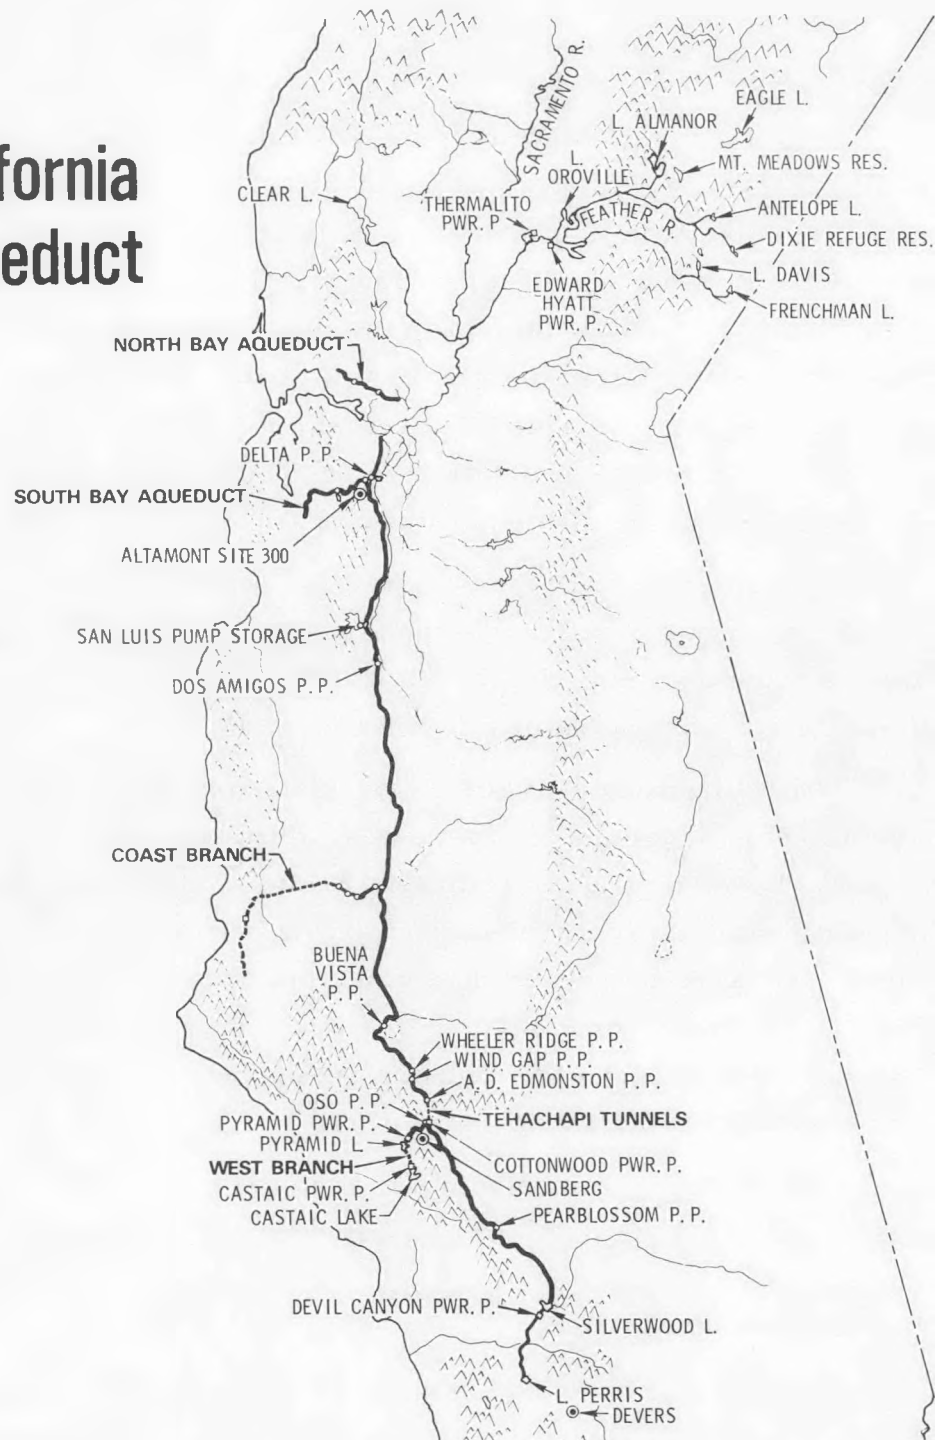 fornia
educt
SACRAMENTO R.
EAGLE L.
L. ALMANOR
MT. MEADOWS RES.
L.
OROVILLE
CLEAR L.
THERMALITO
PWR. P
FEATHER R.
ANTELOPE L.
DIXIE REFUGE RES.
L. DAVIS
EDWARD
HYATT
PWR. P.
FRENCHMAN L.
NORTH BAY AQUEDUCT
DELTA P. P.
SOUTH BAY AQUEDUCT
ALTAMONT SITE 300
SAN LUIS PUMP STORAGE
DOS AMIGOS P. P.
COAST BRANCH
BUENA
VISTA
P. P.
WHEELER RIDGE P. P.
WIND GAP P. P.
A. D. EDMONSTON P. P.
OSO P. P.
TEHACHAPI TUNNELS
PYRAMID PWR. P.
PYRAMID L.
WEST BRANCH
COTTONWOOD PWR. P.
CASTAIC PWR. P.
SANDBERG
CASTAIC LAKE
PEARBLOSSOM P. P.
DEVIL CANYON PWR. P.
SILVERWOOD L.
L. PERRIS
DEVERS